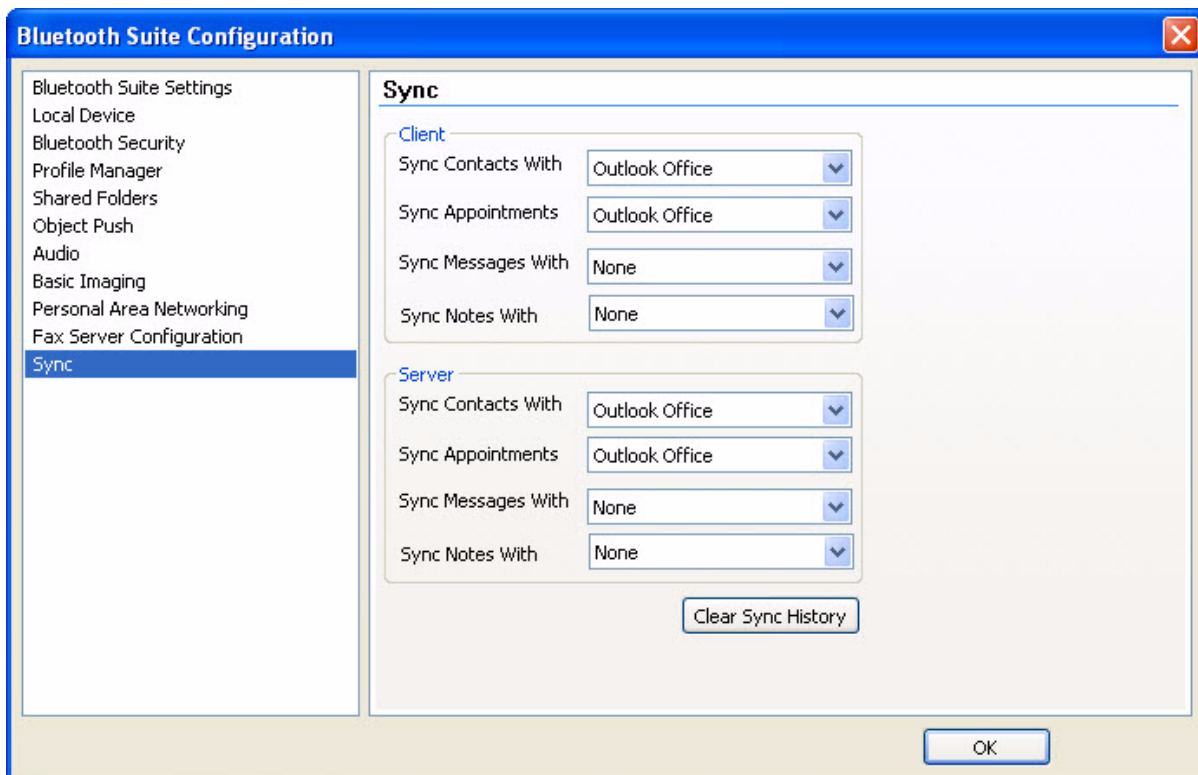 Bluetooth Suite Configuration
Bluetooth Suite Settings
Local Device
Bluetooth Security
Profile Manager
Shared Folders
Object Push
Audio
Basic Imaging
Personal Area Networking
Fax Server Configuration
Sync
Sync
Client
Sync Contacts With Outlook Office
Sync Appointments Outlook Office
Sync Messages With None
Sync Notes With None
Server
Sync Contacts With Outlook Office
Sync Appointments Outlook Office
Sync Messages With None
Sync Notes With None
Clear Sync History
OK